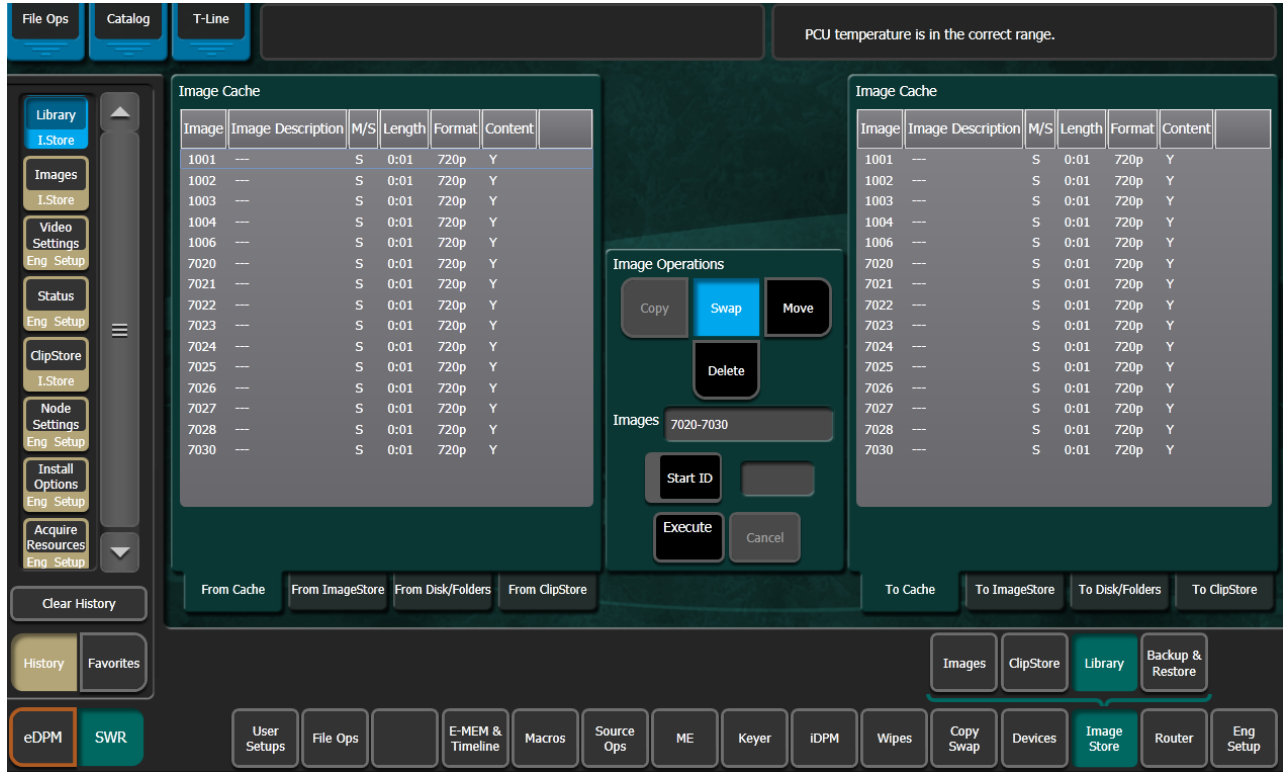 File Ops Catalog T-Line
PCU temperature is in the correct range.
Library
I.Store
Images
I.Store
Video
Settings
Eng Setup
Status
Eng Setup
ClipStore
I.Store
Node
Settings
Eng Setup
Install
Options
Eng Setup
Acquire
Resources
Eng Setup
Clear History
History Favorites
eDPM SWR
Image Cache
Image Image Description M/S Length Format Content
1001 --- S 0:01 720p Y
1002 --- S 0:01 720p Y
1003 --- S 0:01 720p Y
1004 --- S 0:01 720p Y
1006 --- S 0:01 720p Y
7020 --- S 0:01 720p Y
7021 --- S 0:01 720p Y
7022 --- S 0:01 720p Y
7023 --- S 0:01 720p Y
7024 --- S 0:01 720p Y
7025 --- S 0:01 720p Y
7026 --- S 0:01 720p Y
7027 --- S 0:01 720p Y
7028 --- S 0:01 720p Y
7030 --- S 0:01 720p Y
From Cache From ImageStore From Disk/Folders From ClipStore
Image Operations
Copy Swap Move
Delete
Images 7020-7030
Start ID
Execute Cancel
Image Cache
Image Image Description M/S Length Format Content
1001 --- S 0:01 720p Y
1002 --- S 0:01 720p Y
1003 --- S 0:01 720p Y
1004 --- S 0:01 720p Y
1006 --- S 0:01 720p Y
7020 --- S 0:01 720p Y
7021 --- S 0:01 720p Y
7022 --- S 0:01 720p Y
7023 --- S 0:01 720p Y
7024 --- S 0:01 720p Y
7025 --- S 0:01 720p Y
7026 --- S 0:01 720p Y
7027 --- S 0:01 720p Y
7028 --- S 0:01 720p Y
7030 --- S 0:01 720p Y
To Cache To ImageStore To Disk/Folders To ClipStore
Images ClipStore Library Backup &
Restore
User
Setups
File Ops
E-MEM &
Timeline
Macros
Source
Ops
ME
Keyer
iDPM
Wipes
Copy
Swap
Devices
Image
Store
Router
Eng
Setup